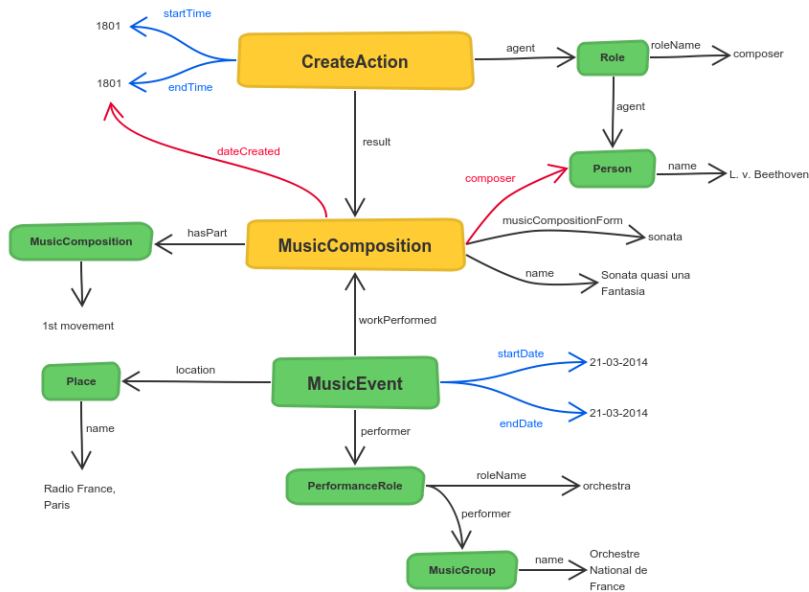 startTime
1801
agent
roleName
CreateAction
Role
composer
1801
endTime
agent
result
dateCreated
Person
name
L. v. Beethoven
composer
hasPart
musicCompositionForm
MusicComposition
MusicComposition
sonata
name
Sonata quasi una
Fantasia
1st movement
workPerformed
startDate
21-03-2014
location
Place
MusicEvent
21-03-2014
endDate
name
performer
roleName
Radio France,
Paris
PerformanceRole
orchestra
performer
MusicGroup
name
Orchestre
National de
France